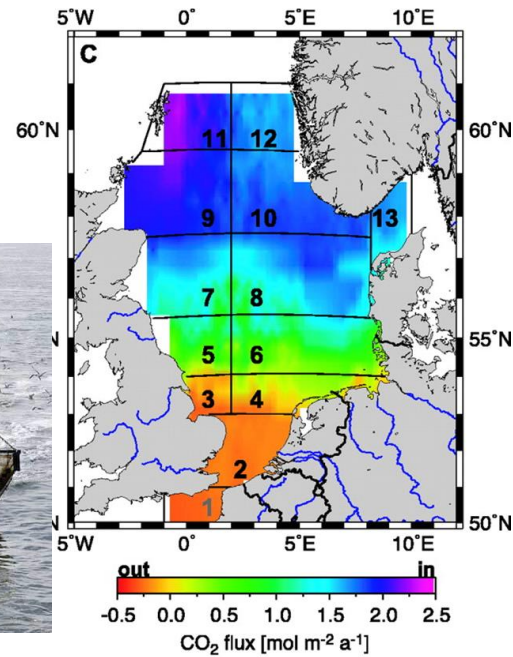 5˚W 0˚ 5˚E 10˚E
C
60˚N 60˚N
11 12
13
9 10
7 8
N 55˚N
5 6
3 4
2
1
N 50˚N
5˚W 0˚ 5˚E 10˚E
out in
-0.5 0.0 0.5 1.0 1.5 2.0 2.5
CO₂ flux [mol m⁻² a⁻¹]